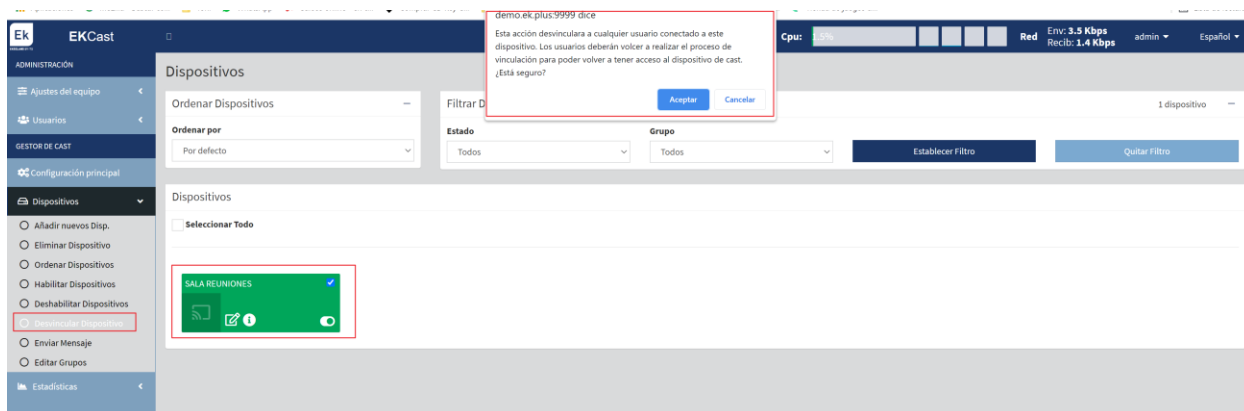 demo.ek.plus:9999 dice
Esta acción desvinculara a cualquier usuario conectado a este
dispositivo. Los usuarios deberán volcer a realizar el proceso de
vinculación para poder volver a tener acceso al dispositivo de cast.
¿Está seguro?
Aceptar Cancelar
Ek
EKCast
Cpu: 1.5%
Red
Env: 3.5 Kbps
Recib: 1.4 Kbps
admin
Español
ADMINISTRACIÓN
Ajustes del equipo
Usuarios
GESTOR DE CAST
Configuración principal
Dispositivos
Añadir nuevos Disp.
Eliminar Dispositivo
Ordenar Dispositivos
Habilitar Dispositivos
Deshabilitar Dispositivos
Desvincular Dispositivo
Enviar Mensaje
Editar Grupos
Estadísticas
Dispositivos
Ordenar Dispositivos
Ordenar por
Por defecto
Filtrar D
1 dispositivo
Estado
Todos
Grupo
Todos
Establecer Filtro
Quitar Filtro
Dispositivos
Seleccionar Todo
SALA REUNIONES